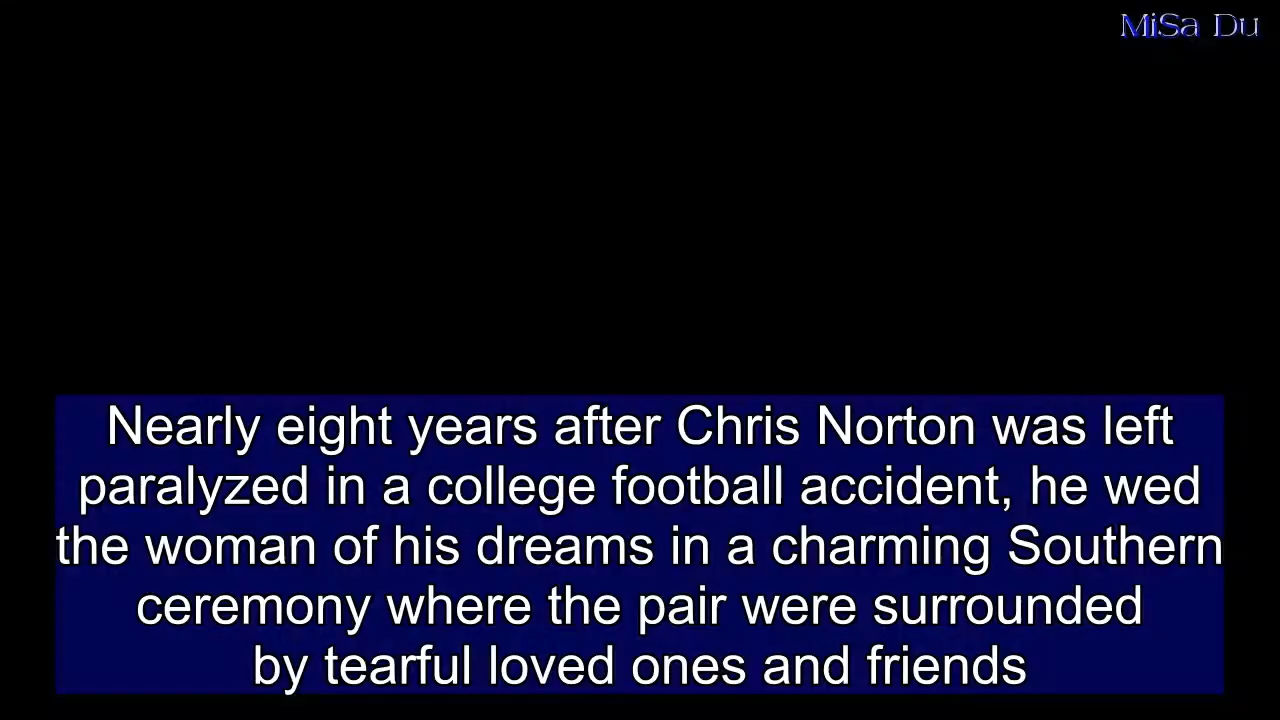 MiSa Du
Nearly eight years after Chris Norton was left
paralyzed in a college football accident, he wed
the woman of his dreams in a charming Southern
ceremony where the pair were surrounded
by tearful loved ones and friends